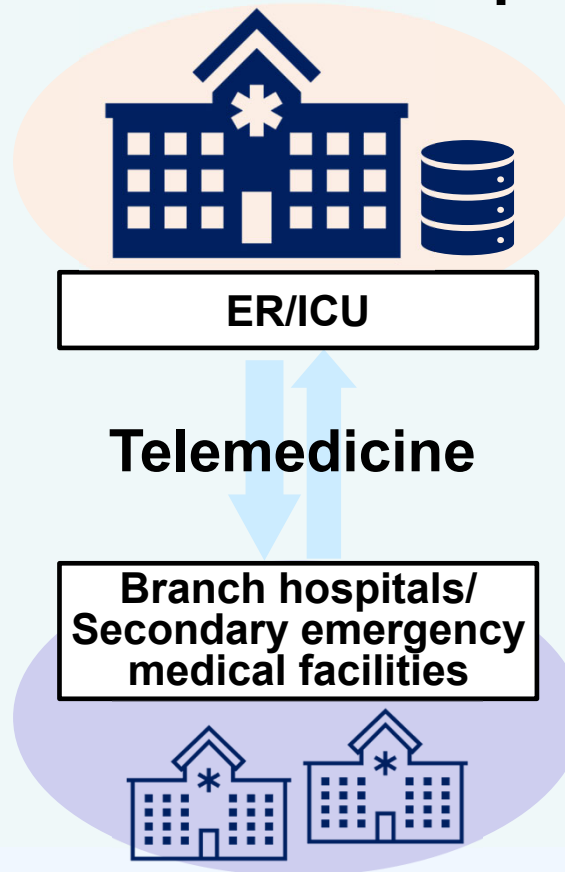 ER/ICU
Telemedicine
Branch hospitals/
Secondary emergency
medical facilities